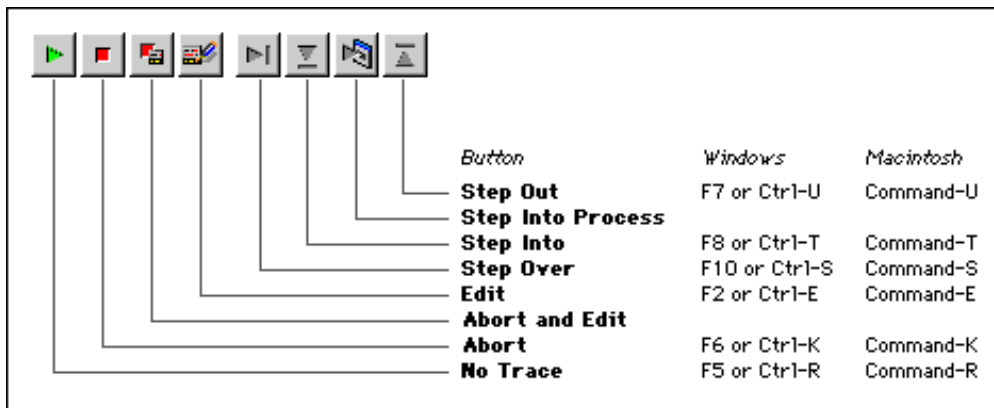 Button Windows Macintosh
Step Out F7 or Ctrl-U Command-U
Step Into Process
Step Into F8 or Ctrl-T Command-T
Step Over F10 or Ctrl-S Command-S
Edit F2 or Ctrl-E Command-E
Abort and Edit
Abort F6 or Ctrl-K Command-K
No Trace F5 or Ctrl-R Command-R